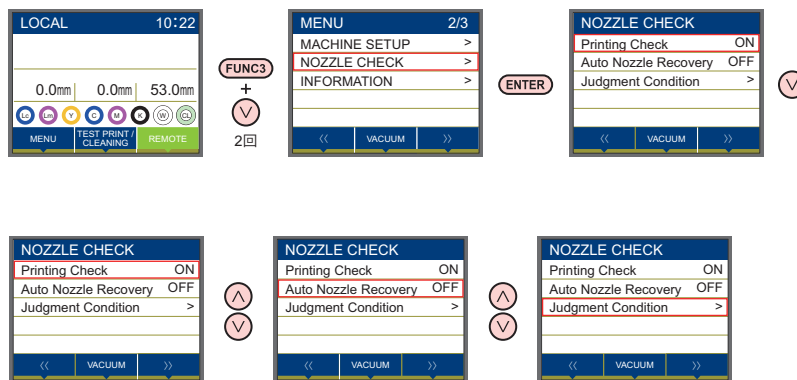 LOCAL 10:22
0.0mm 0.0mm 53.0mm
Lc Lm Y C M K W CL
MENU TEST PRINT / CLEANING REMOTE
FUNC3
+
2回
MENU 2/3
MACHINE SETUP >
NOZZLE CHECK >
INFORMATION >
<< VACUUM >>
ENTER
NOZZLE CHECK
Printing Check ON
Auto Nozzle Recovery OFF
Judgment Condition >
<< VACUUM >>
NOZZLE CHECK
Printing Check ON
Auto Nozzle Recovery OFF
Judgment Condition >
<< VACUUM >>
NOZZLE CHECK
Printing Check ON
Auto Nozzle Recovery OFF
Judgment Condition >
<< VACUUM >>
NOZZLE CHECK
Printing Check ON
Auto Nozzle Recovery OFF
Judgment Condition >
<< VACUUM >>